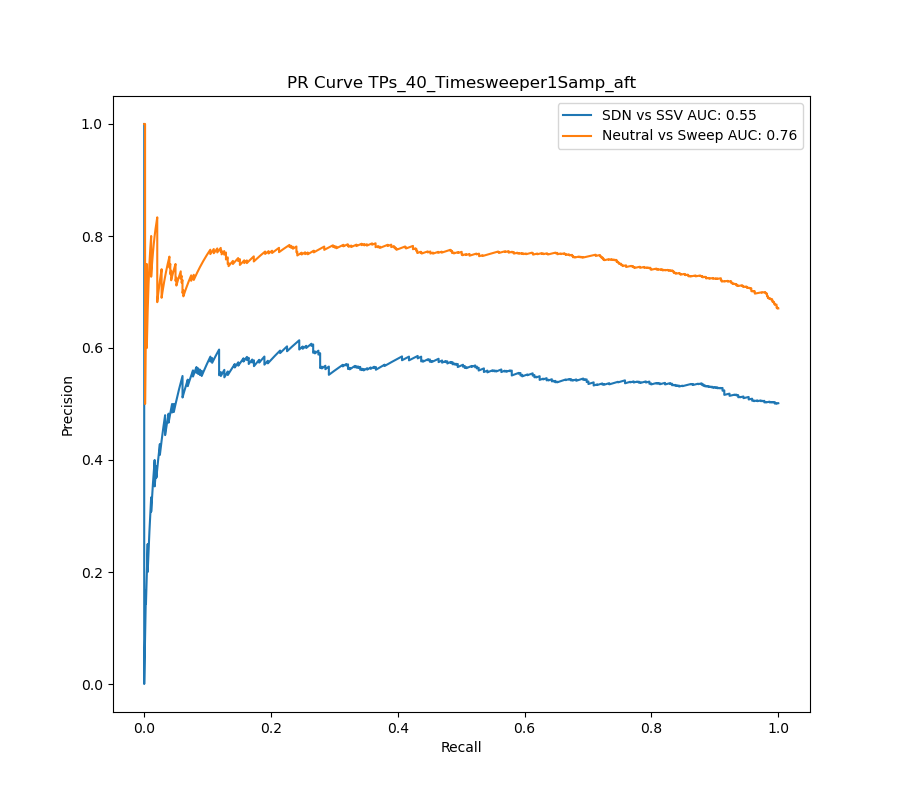 PR Curve TPs_40_Timesweeper1Samp_aft
SDN vs SSV AUC: 0.55
Neutral vs Sweep AUC: 0.76
1.0
0.8
0.6
0.4
0.2
0.0
Precision
0.0 0.2 0.4 0.6 0.8 1.0
Recall